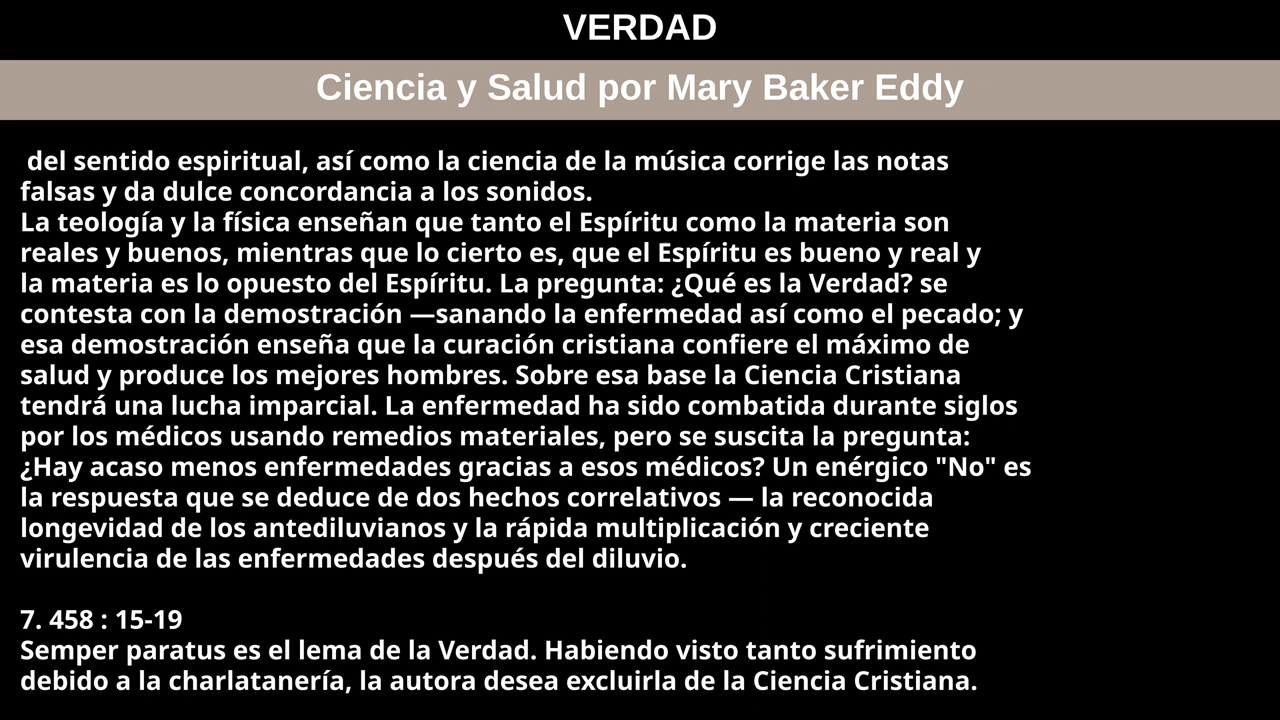 VERDAD
Ciencia y Salud por Mary Baker Eddy
del sentido espiritual, así como la ciencia de la música corrige las notas
falsas y da dulce concordancia a los sonidos.
La teología y la física enseñan que tanto el Espíritu como la materia son
reales y buenos, mientras que lo cierto es, que el Espíritu es bueno y real y
la materia es lo opuesto del Espíritu. La pregunta: ¿Qué es la Verdad? se
contesta con la demostración —sanando la enfermedad así como el pecado; y
esa demostración enseña que la curación cristiana confiere el máximo de
salud y produce los mejores hombres. Sobre esa base la Ciencia Cristiana
tendrá una lucha imparcial. La enfermedad ha sido combatida durante siglos
por los médicos usando remedios materiales, pero se suscita la pregunta:
¿Hay acaso menos enfermedades gracias a esos médicos? Un enérgico "No" es
la respuesta que se deduce de dos hechos correlativos — la reconocida
longevidad de los antediluvianos y la rápida multiplicación y creciente
virulencia de las enfermedades después del diluvio.
7. 458 : 15-19
Semper paratus es el lema de la Verdad. Habiendo visto tanto sufrimiento
debido a la charlatanería, la autora desea excluirla de la Ciencia Cristiana.